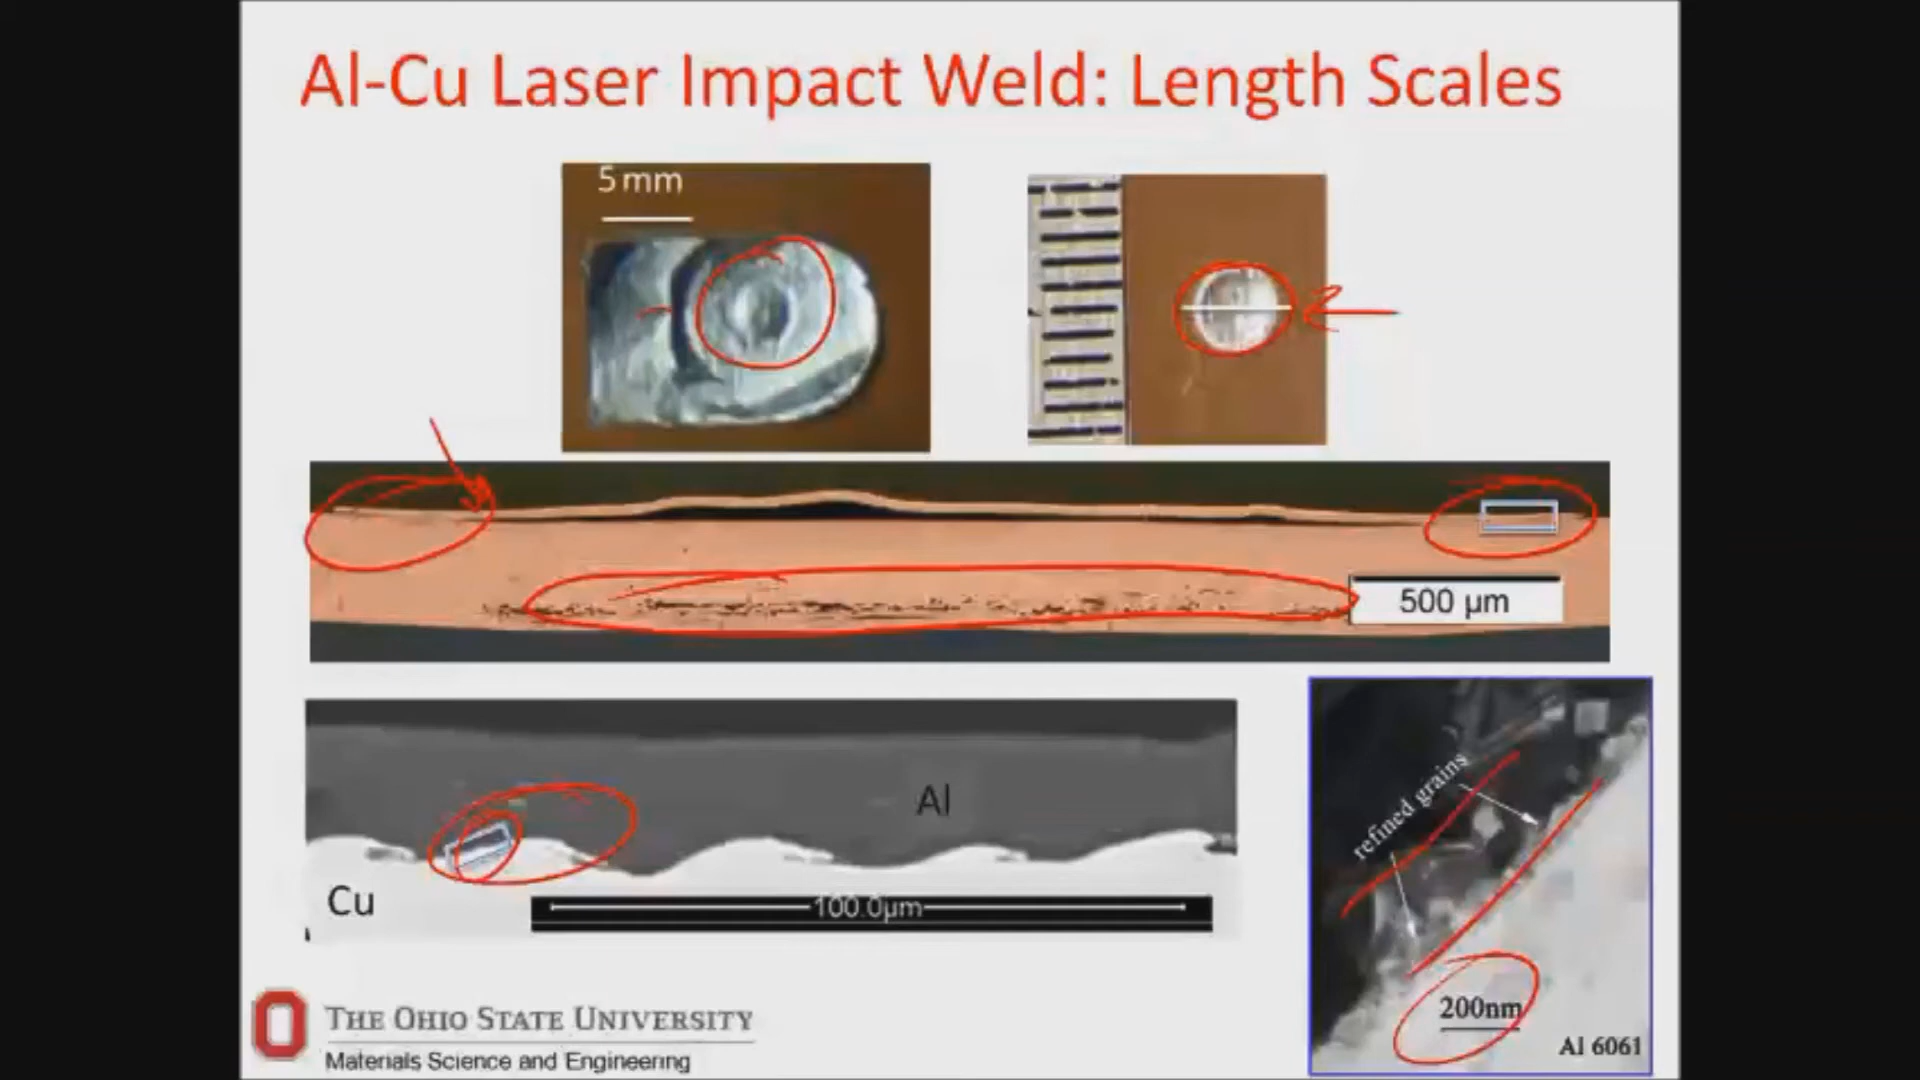 Al-Cu Laser Impact Weld: Length Scales
5 mm
500 µm
Al
Cu
100.0µm
refined grains
200nm
Al 6061
THE OHIO STATE UNIVERSITY
Materials Science and Engineering